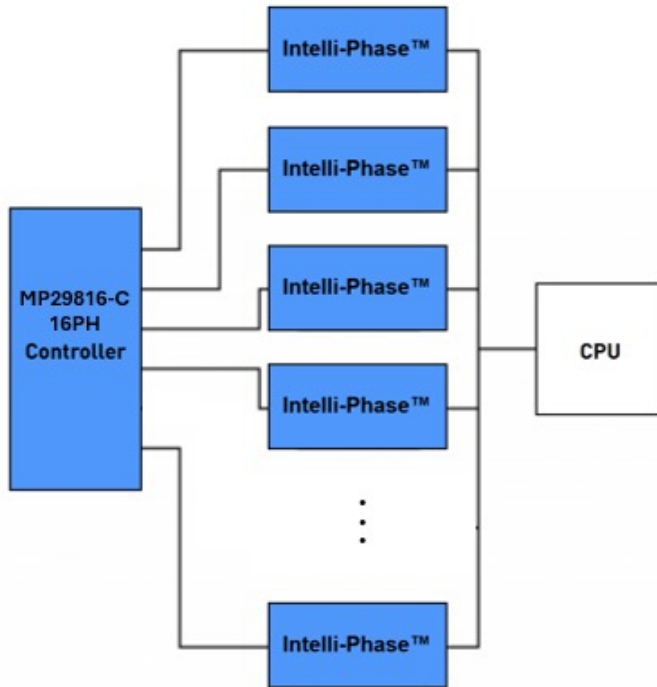 Intelli-Phase™
Intelli-Phase™
MP29816-C
16PH
Controller
Intelli-Phase™
CPU
Intelli-Phase™
Intelli-Phase™